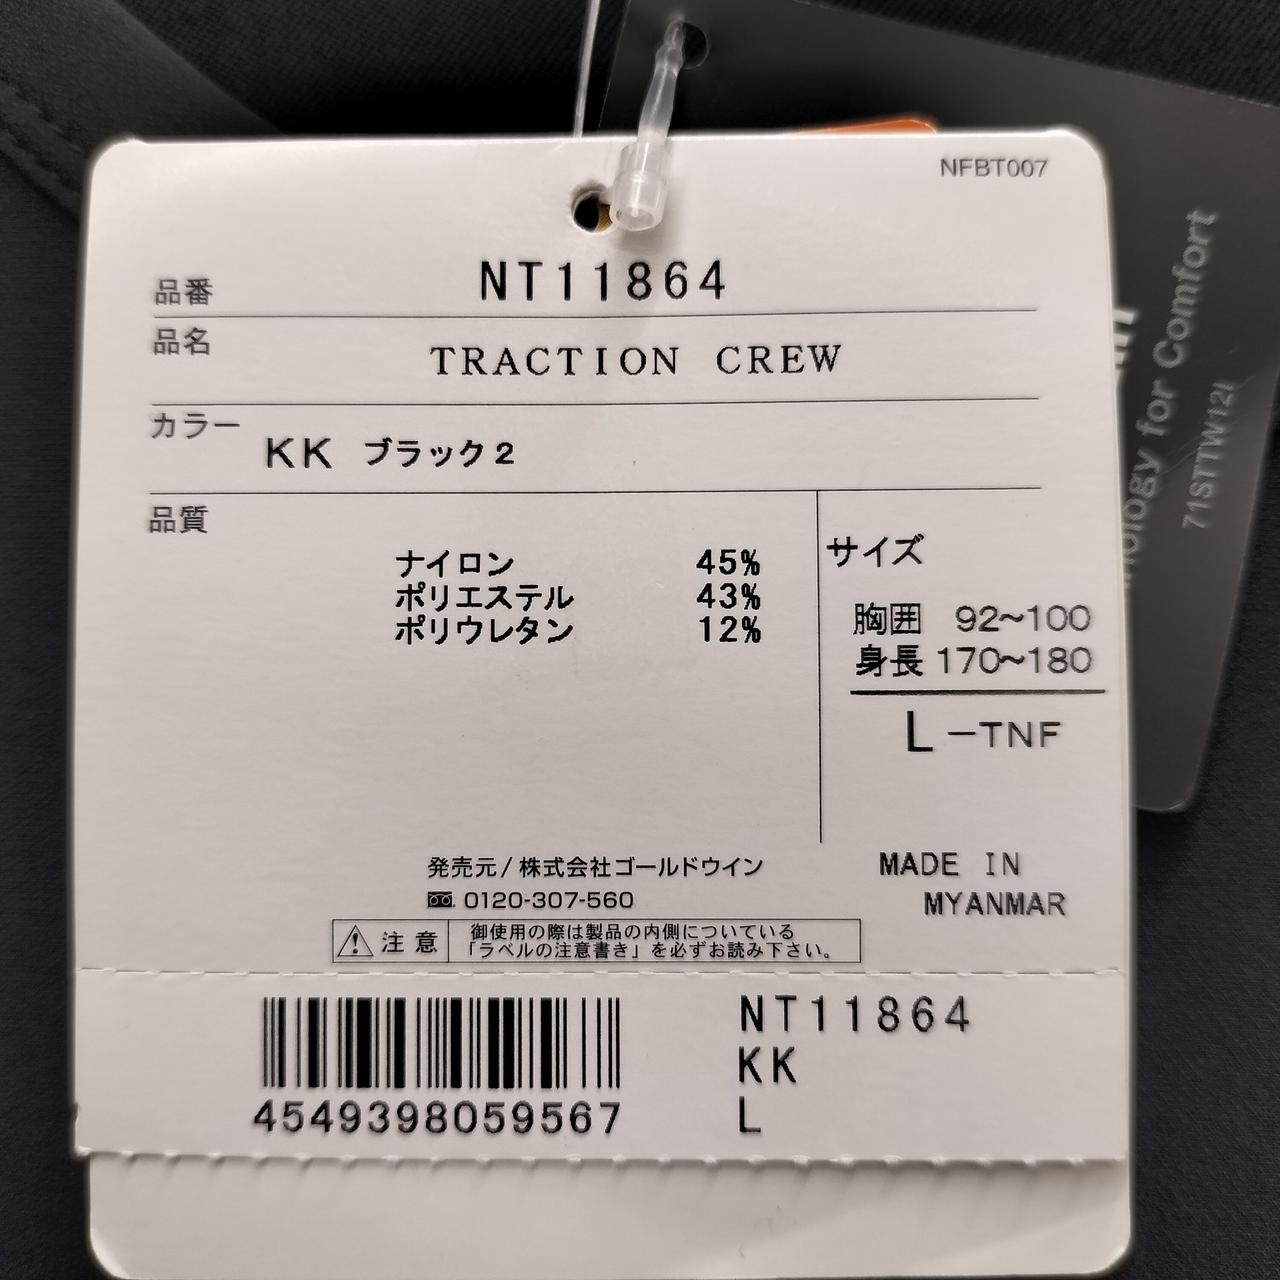 NFBT007
品番 NT11864
品名 TRACTION CREW
カラー KK ブラック2
品質
ナイロン 45%
ポリエステル 43%
ポリウレタン 12%
サイズ
胸囲 92~100
身長 170~180
L-TNF
発売元/株式会社ゴールドウイン
0120-307-560
MADE IN
MYANMAR
注意
御使用の際は製品の内側についている
「ラベルの注意書き」を必ずお読み下さい。
4549398059567
NT11864
KK
L
for Comfort
71STTW12I